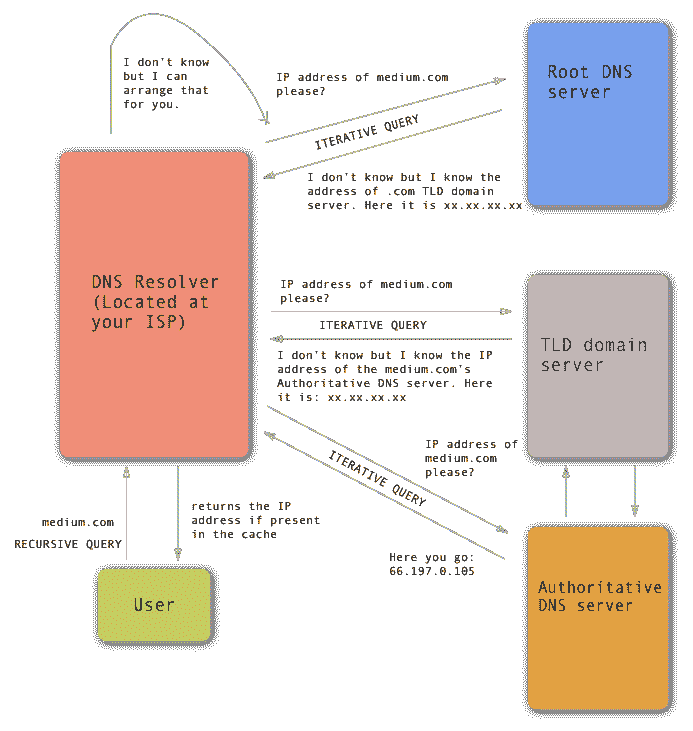 I don't know
but I can
arrange that
for you.
IP address of medium.com
please?
Root DNS
server
ITERATIVE QUERY
I don't know but I know the
address of .com TLD domain
server. Here it is xx.xx.xx.xx
DNS Resolver
(Located at
your ISP)
IP address of medium.com
please?
ITERATIVE QUERY
TLD domain
server
I don't know but I know the IP
address of the medium.com's
Authoritative DNS server. Here
it is: xx.xx.xx.xx
IP address of
medium.com
please?
ITERATIVE QUERY
returns the IP
address if present
in the cache
medium.com
RECURSIVE QUERY
Here you go:
66.197.0.105
User
Authoritative
DNS server